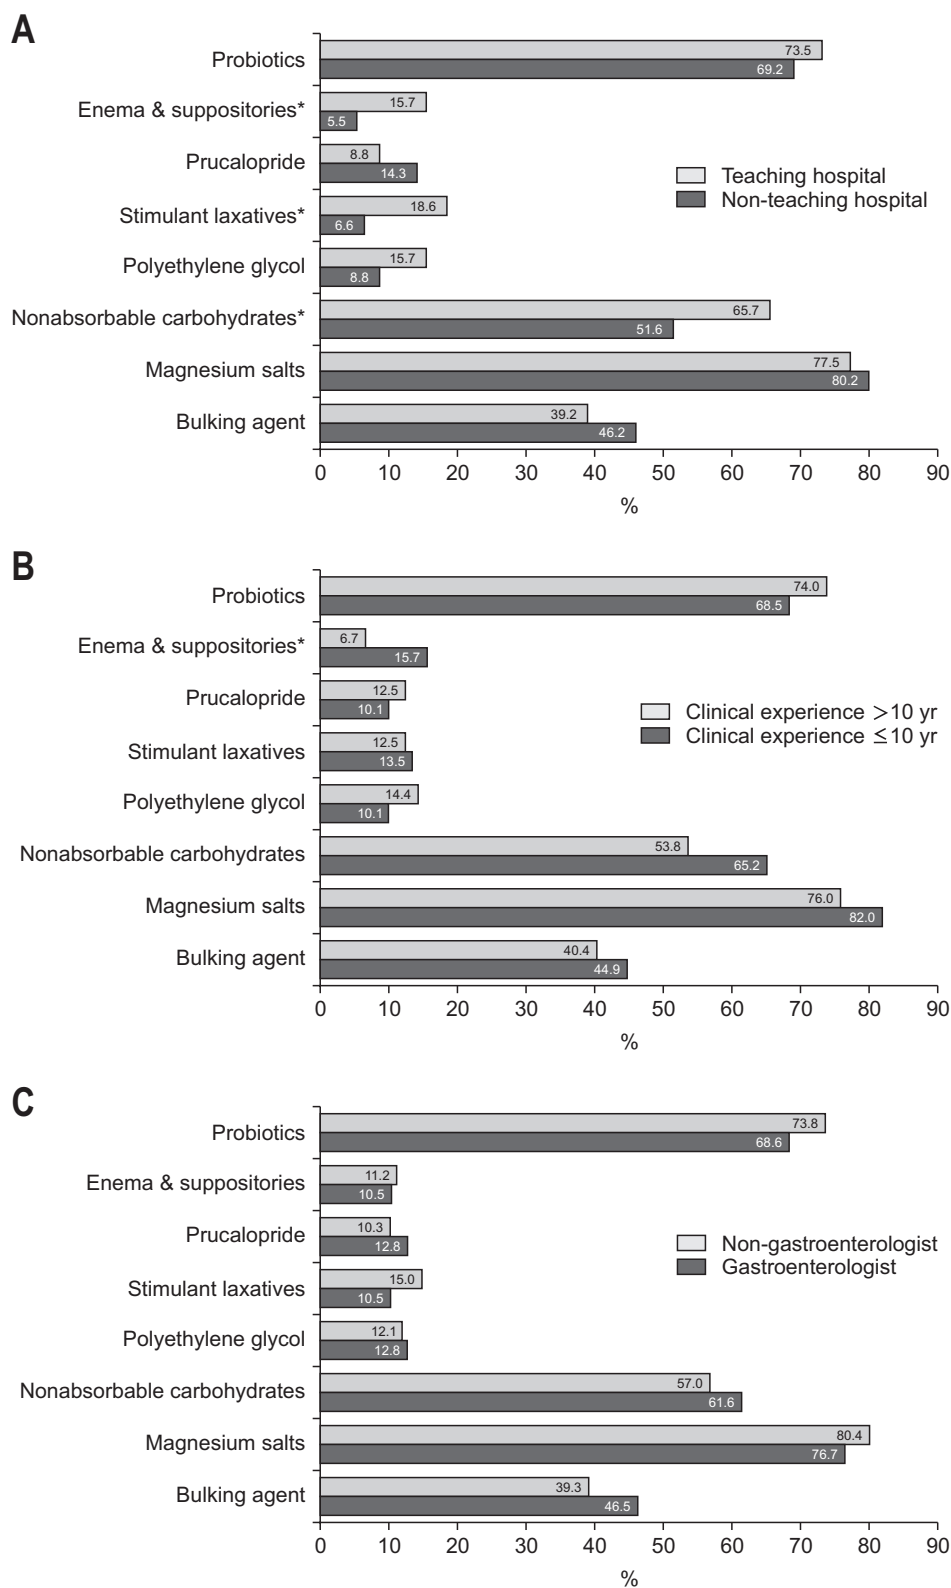 A
Probiotics
73.5
69.2
Enema & suppositories*
15.7
5.5
Prucalopride
8.8
14.3
Teaching hospital
Non-teaching hospital
Stimulant laxatives*
18.6
6.6
Polyethylene glycol
15.7
8.8
Nonabsorbable carbohydrates*
65.7
51.6
Magnesium salts
77.5
80.2
Bulking agent
39.2
46.2
0 10 20 30 40 50 60 70 80 90
%
B
Probiotics
74.0
68.5
Enema & suppositories*
6.7
15.7
Prucalopride
12.5
10.1
Clinical experience >10 yr
Clinical experience ≤10 yr
Stimulant laxatives
12.5
13.5
Polyethylene glycol
14.4
10.1
Nonabsorbable carbohydrates
53.8
65.2
Magnesium salts
76.0
82.0
Bulking agent
40.4
44.9
0 10 20 30 40 50 60 70 80 90
%
C
Probiotics
73.8
68.6
Enema & suppositories
11.2
10.5
Prucalopride
10.3
12.8
Non-gastroenterologist
Gastroenterologist
Stimulant laxatives
15.0
10.5
Polyethylene glycol
12.1
12.8
Nonabsorbable carbohydrates
57.0
61.6
Magnesium salts
80.4
76.7
Bulking agent
39.3
46.5
0 10 20 30 40 50 60 70 80 90
%